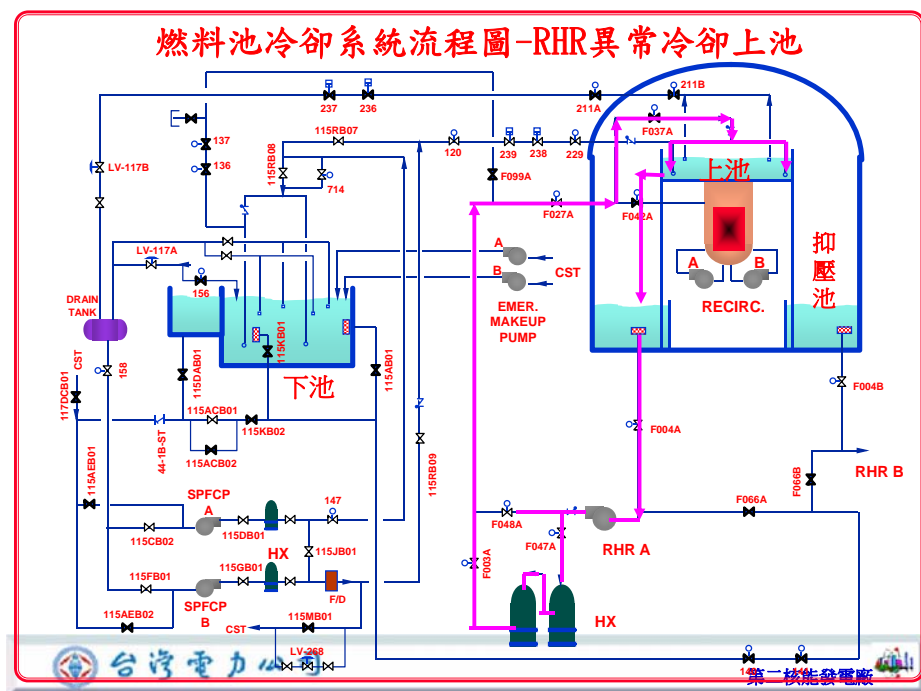 燃料池冷卻系統流程圖-RHR異常冷卻上池
237
236
211A
211B
137
136
LV-117B
115RB07
115RB08
714
120
239
238
229
F037A
F099A
F027A
F042A
上池
抑壓池
LV-117A
156
A
B
CST
EMER.
MAKEUP
PUMP
A
B
RECIRC.
DRAIN
TANK
CST
158
117DCB01
115DAB01
115KB01
115AB01
下池
F004B
F004A
44-1B-ST
115ACB01
115KB02
115ACB02
115RB09
115AEB01
RHR B
F066B
F066A
SPFCP
A
147
115CB02
115DB01
F048A
F047A
RHR A
HX
115JB01
115FB01
115GB01
F003A
F/D
SPFCP
B
115AEB02
115MB01
CST
HX
LV-268
台灣電力公司
第二核能發電廠